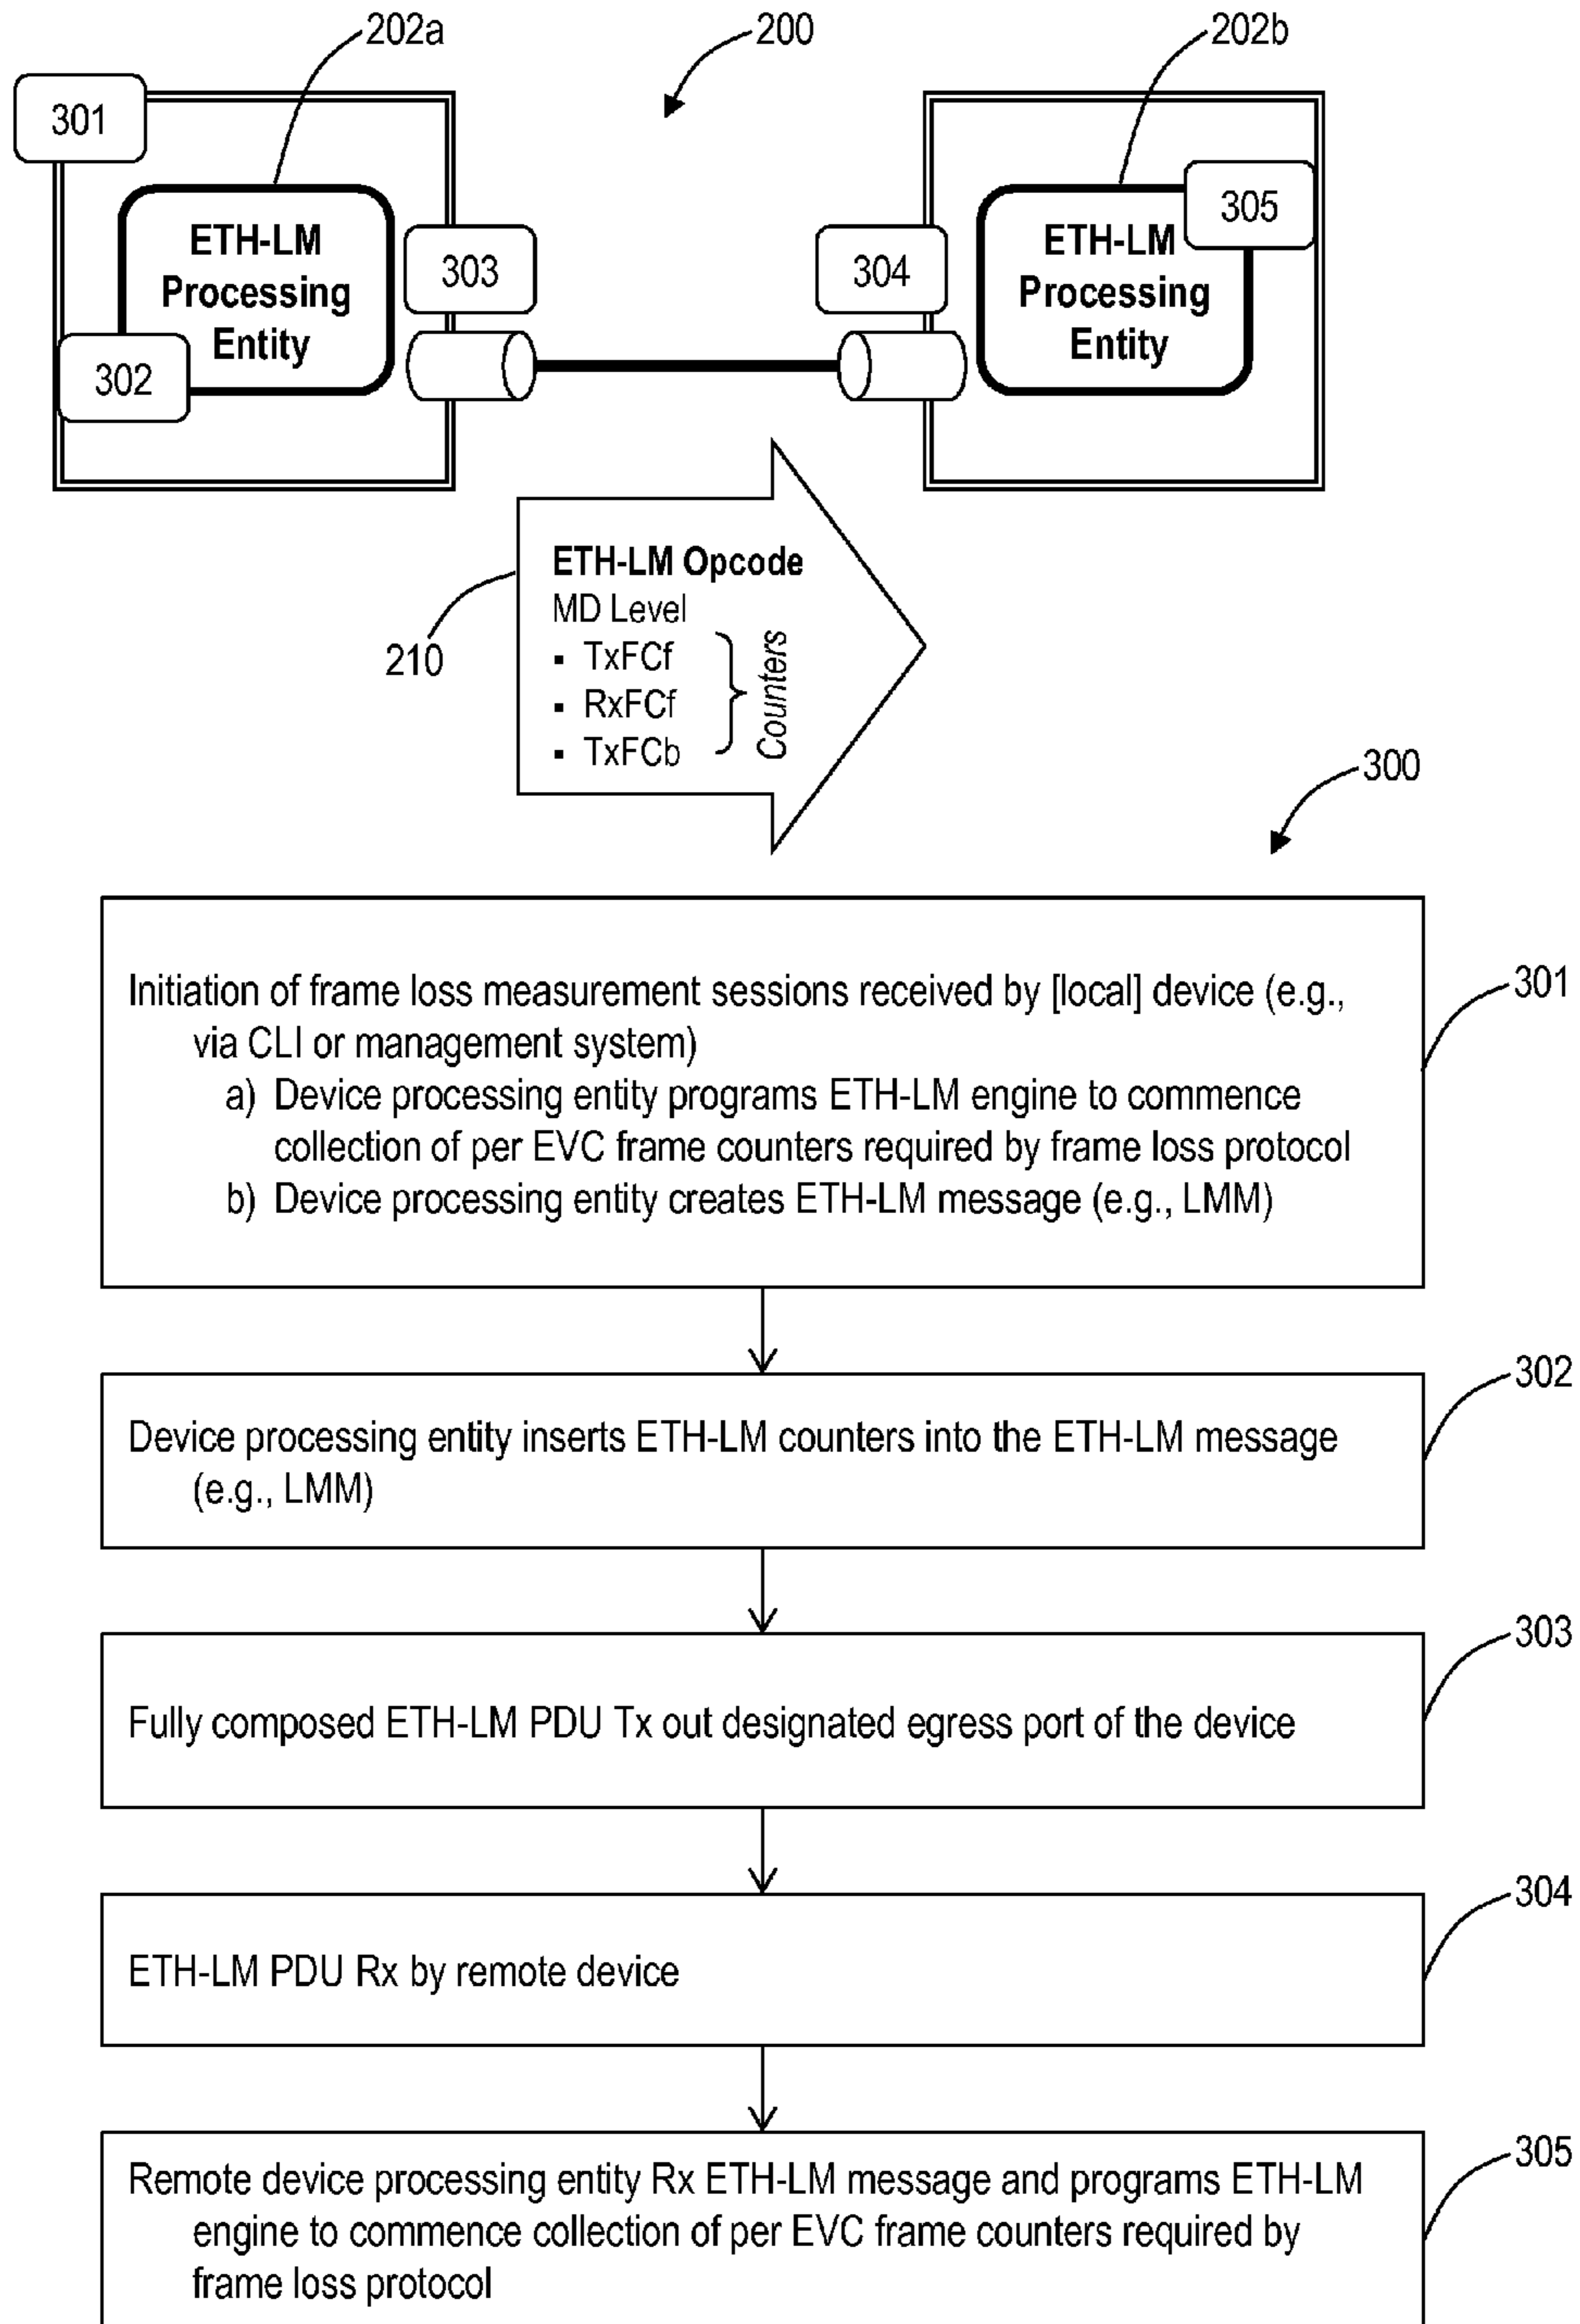 202a
200
202b
301
305
ETH-LM
Processing
Entity
303
304
ETH-LM
Processing
Entity
302
ETH-LM Opcode
MD Level
▪ TxFCf
▪ RxFCf
▪ TxFCb
Counters
210
300
Initiation of frame loss measurement sessions received by [local] device (e.g.,
via CLI or management system)
a) Device processing entity programs ETH-LM engine to commence
collection of per EVC frame counters required by frame loss protocol
b) Device processing entity creates ETH-LM message (e.g., LMM)
301
302
Device processing entity inserts ETH-LM counters into the ETH-LM message
(e.g., LMM)
303
Fully composed ETH-LM PDU Tx out designated egress port of the device
304
ETH-LM PDU Rx by remote device
305
Remote device processing entity Rx ETH-LM message and programs ETH-LM
engine to commence collection of per EVC frame counters required by
frame loss protocol